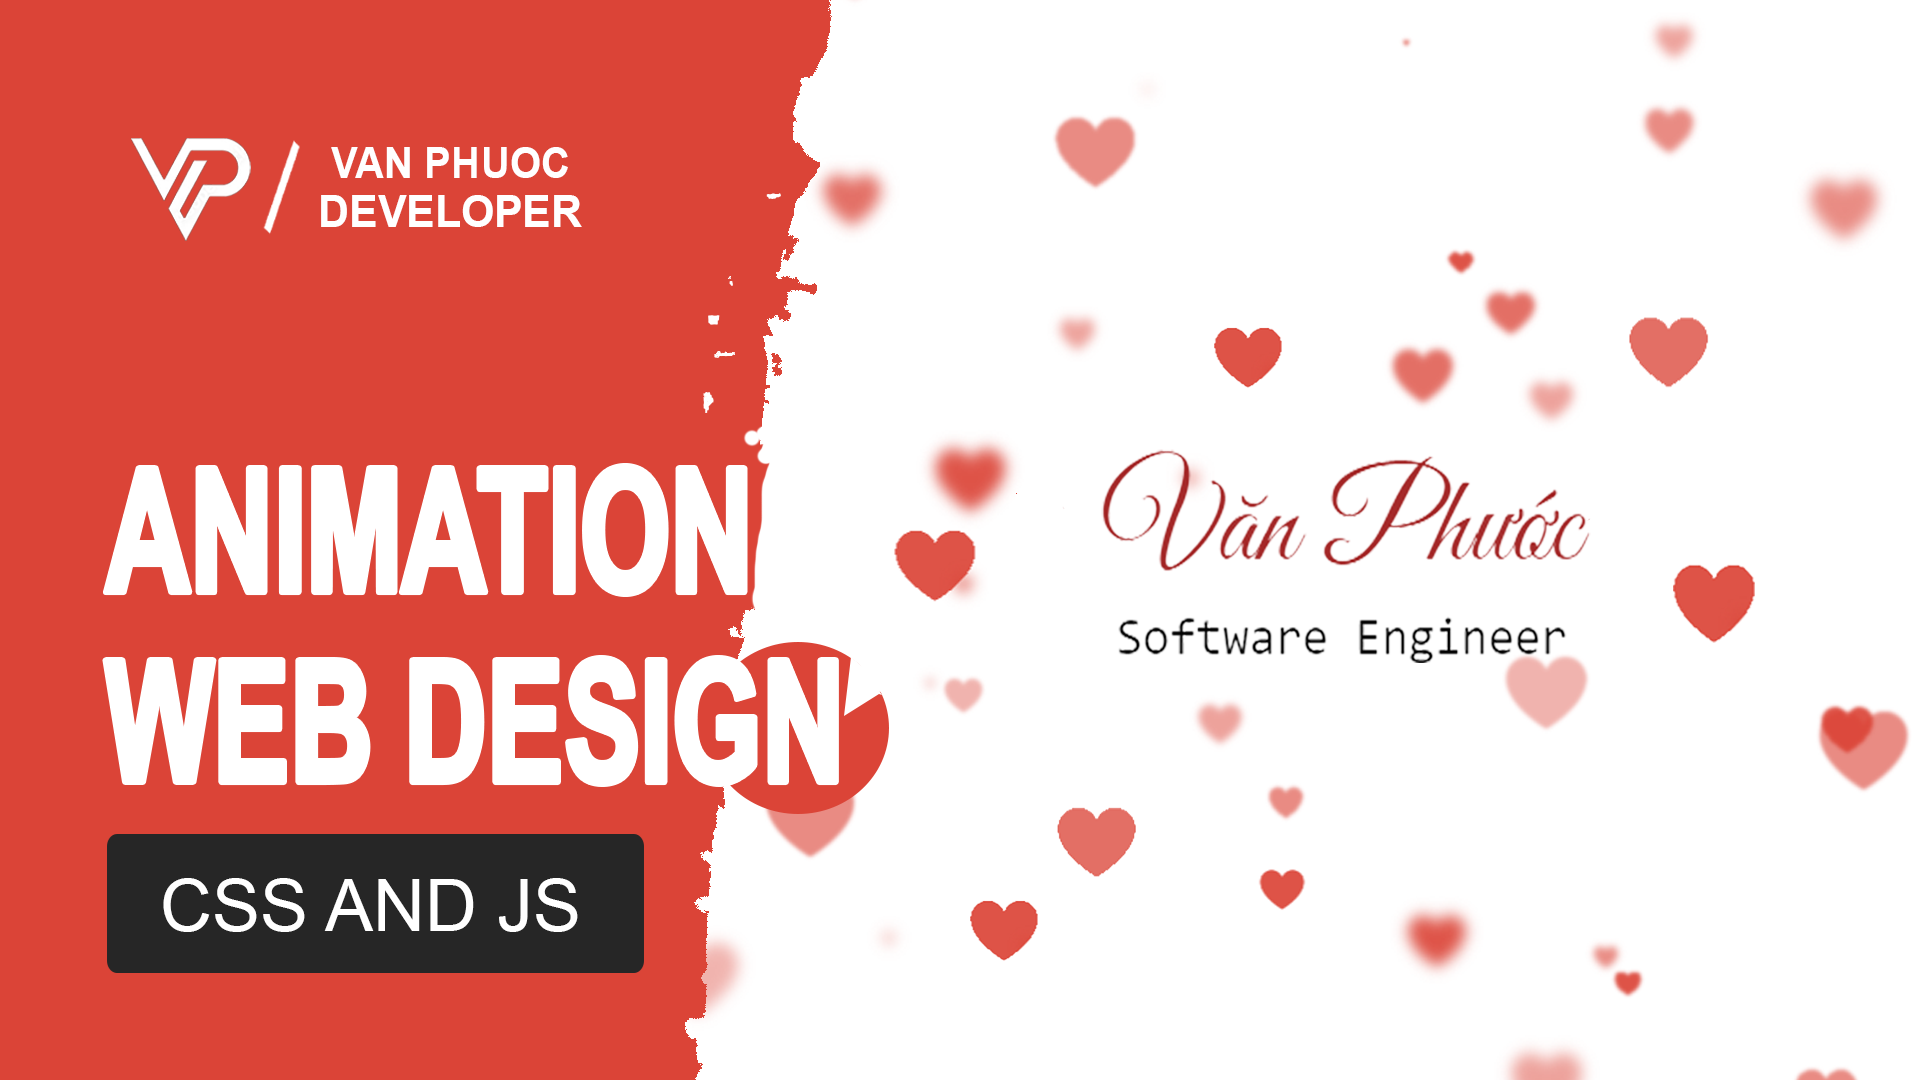 VP
VAN PHUOC
DEVELOPER
ANIMATION
WEB DESIGN
CSS AND JS
Văn Phước
Software Engineer